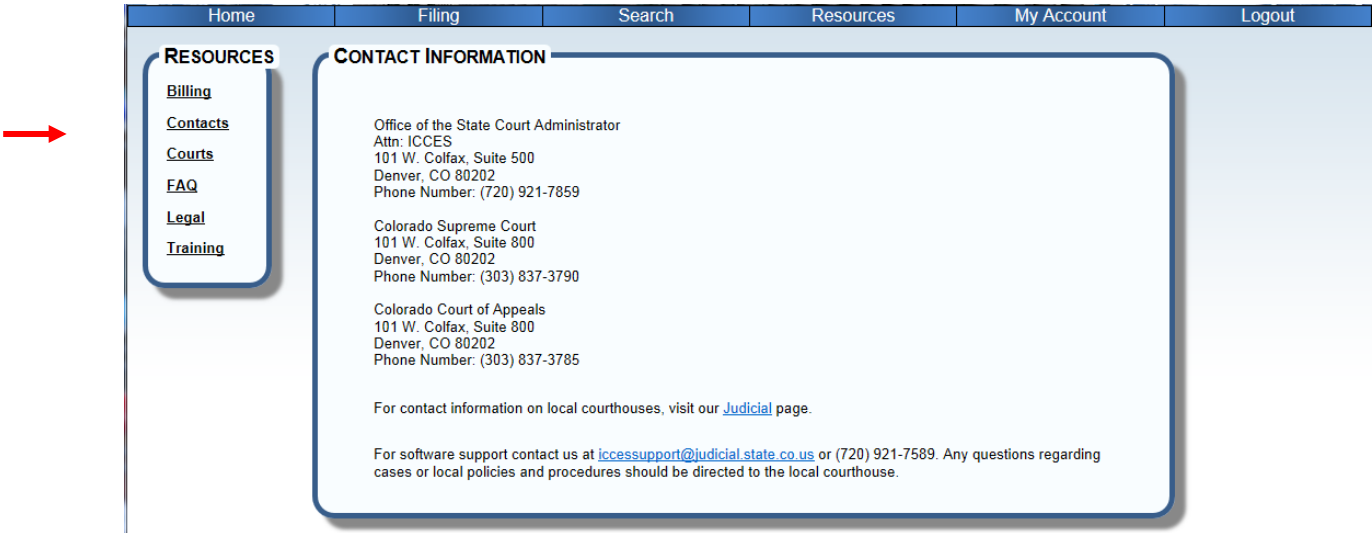 Home Filing Search Resources My Account Logout
RESOURCES
Billing
Contacts
Courts
FAQ
Legal
Training
CONTACT INFORMATION
Office of the State Court Administrator
Attn: ICCES
101 W. Colfax, Suite 500
Denver, CO 80202
Phone Number: (720) 921-7859
Colorado Supreme Court
101 W. Colfax, Suite 800
Denver, CO 80202
Phone Number: (303) 837-3790
Colorado Court of Appeals
101 W. Colfax, Suite 800
Denver, CO 80202
Phone Number: (303) 837-3785
For contact information on local courthouses, visit our Judicial page.
For software support contact us at iccessupport@judicial.state.co.us or (720) 921-7589. Any questions regarding
cases or local policies and procedures should be directed to the local courthouse.